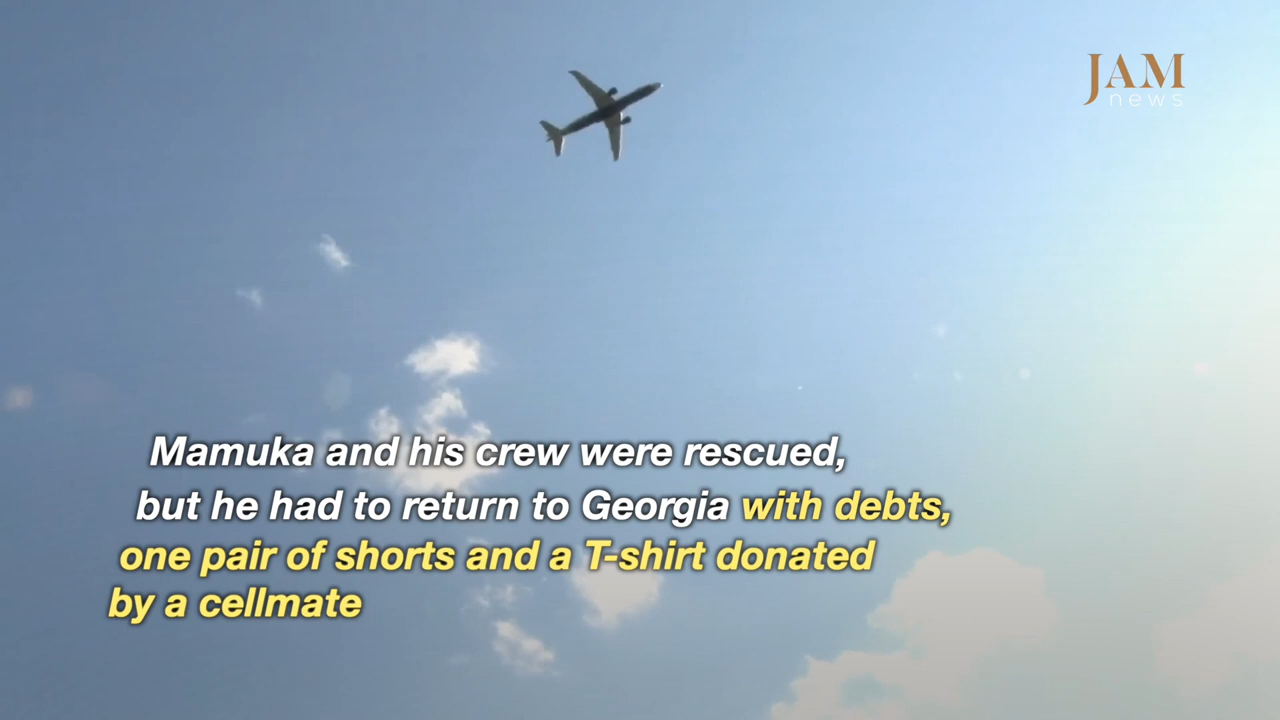 JAM
news
Mamuka and his crew were rescued,
but he had to return to Georgia with debts,
one pair of shorts and a T-shirt donated
by a cellmate